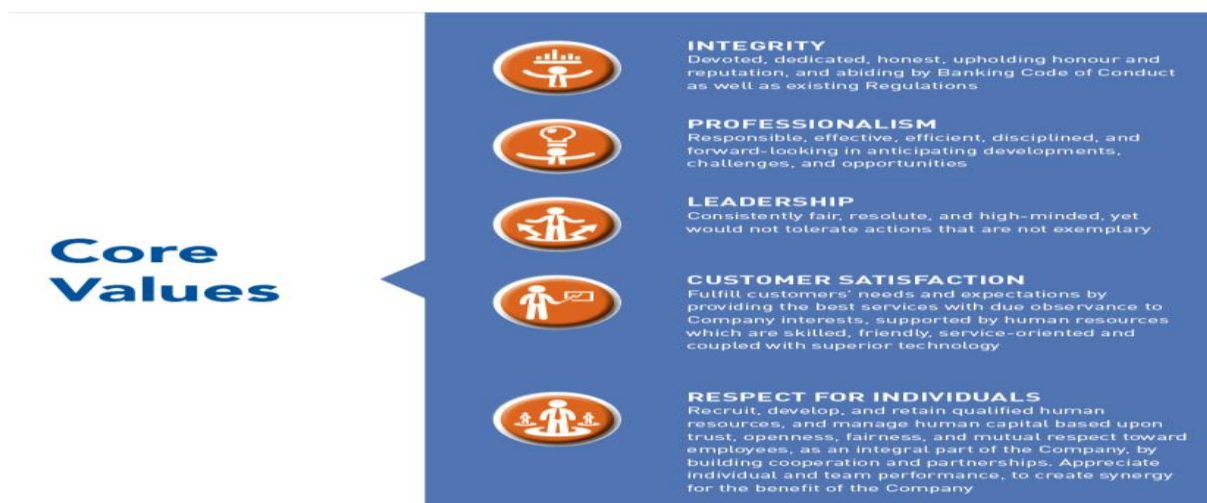 Core
Values
INTEGRITY
Devoted, dedicated, honest, upholding honour and
reputation, and abiding by Banking Code of Conduct
as well as existing Regulations
PROFESSIONALISM
Responsible, effective, efficient, disciplined, and
forward-looking in anticipating developments,
challenges, and opportunities
LEADERSHIP
Consistently fair, resolute, and high-minded, yet
would not tolerate actions that are not exemplary
CUSTOMER SATISFACTION
Fulfill customers' needs and expectations by
providing the best services with due observance to
Company interests, supported by human resources
which are skilled, friendly, service-oriented and
coupled with superior technology
RESPECT FOR INDIVIDUALS
Recruit, develop, and retain qualified human
resources, and manage human capital based upon
trust, openness, fairness, and mutual respect toward
employees, as an integral part of the Company, by
building cooperation and partnerships. Appreciate
individual and team performance, to create synergy
for the benefit of the Company